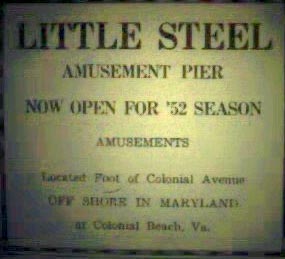 LITTLE STEEL
AMUSEMENT PIER
NOW OPEN FOR '52 SEASON
AMUSEMENTS
Located Foot of Colonial Avenue
OFF SHORE IN MARYLAND
at Colonial Beach, Va.